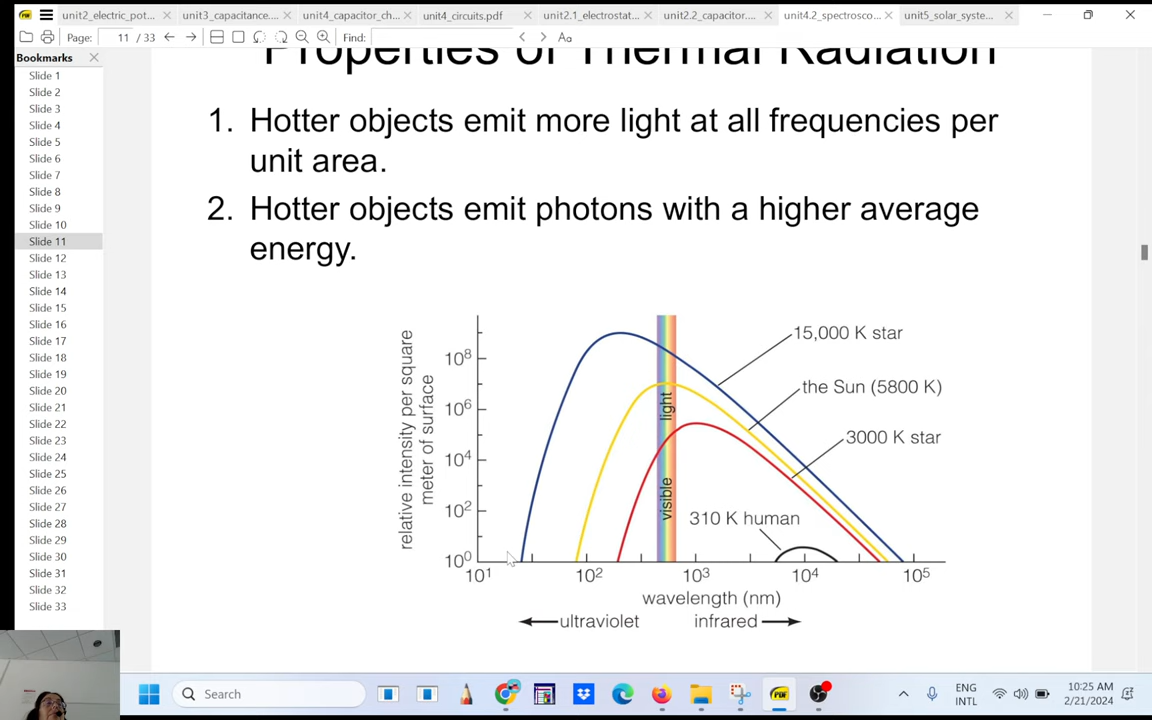 unit2_electric_pot...
unit3_capacitance....
unit4_capacitor_ch...
unit4_circuits.pdf
unit2.1_electrostat...
unit2.2_capacitor....
unit4.2_spectrosco...
unit5_solar_syste...
Page: 11 / 33
Find:
Aa
Bookmarks
Slide 1
Slide 2
Slide 3
Slide 4
Slide 5
Slide 6
Slide 7
Slide 8
Slide 9
Slide 10
Slide 11
Slide 12
Slide 13
Slide 14
Slide 15
Slide 16
Slide 17
Slide 18
Slide 19
Slide 20
Slide 21
Slide 22
Slide 23
Slide 24
Slide 25
Slide 26
Slide 27
Slide 28
Slide 29
Slide 30
Slide 31
Slide 32
Slide 33
Properties of Thermal Radiation
1. Hotter objects emit more light at all frequencies per
unit area.
2. Hotter objects emit photons with a higher average
energy.
relative intensity per square
meter of surface
10⁸
10⁶
10⁴
10²
10⁰
visible light
15,000 K star
the Sun (5800 K)
3000 K star
310 K human
10¹ 10² 10³ 10⁴ 10⁵
wavelength (nm)
ultraviolet
infrared
Search
PDF
ENG
INTL
10:25 AM
2/21/2024